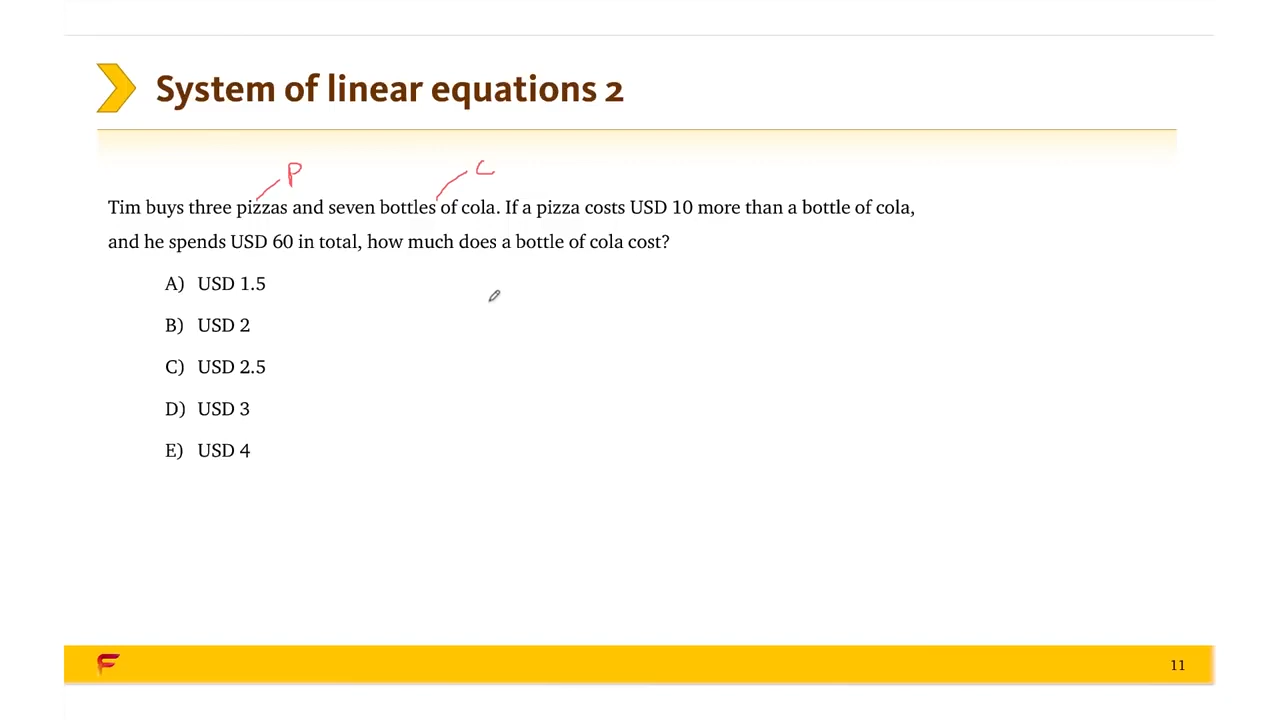 System of linear equations 2
P
C
Tim buys three pizzas and seven bottles of cola. If a pizza costs USD 10 more than a bottle of cola,
and he spends USD 60 in total, how much does a bottle of cola cost?
A) USD 1.5
B) USD 2
C) USD 2.5
D) USD 3
E) USD 4
F
11